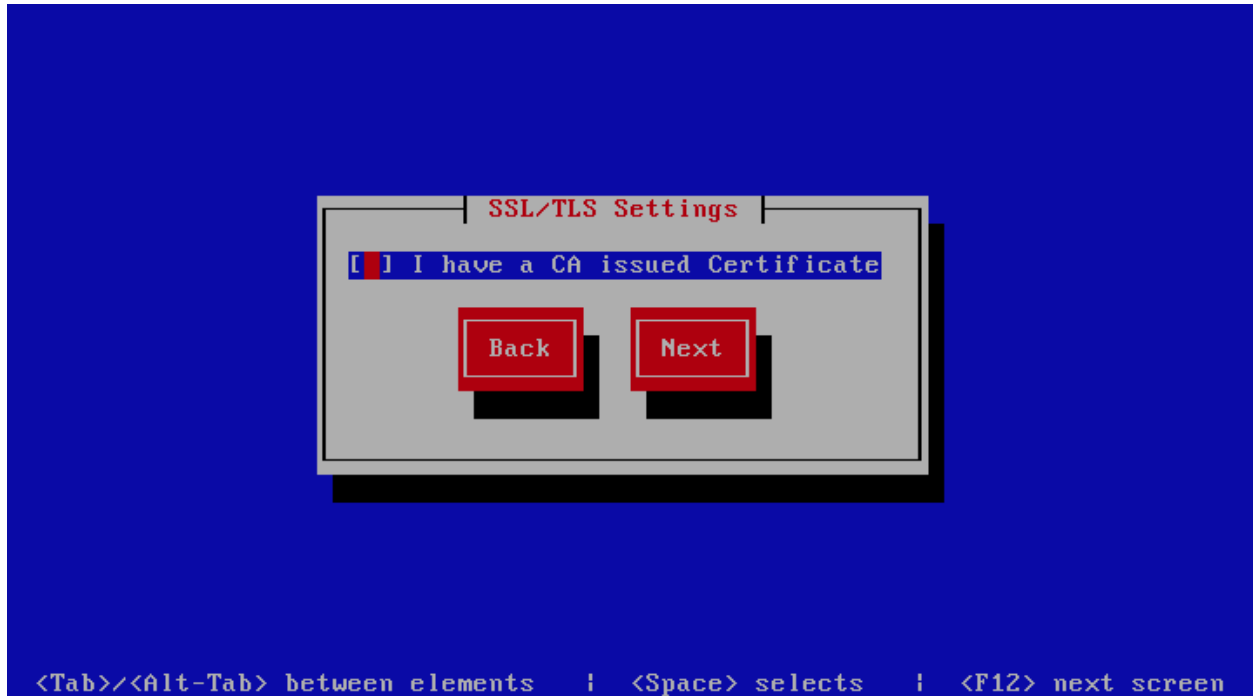 SSL/TLS Settings
[ ] I have a CA issued Certificate
Back Next
<Tab>/<Alt-Tab> between elements | <Space> selects | <F12> next screen